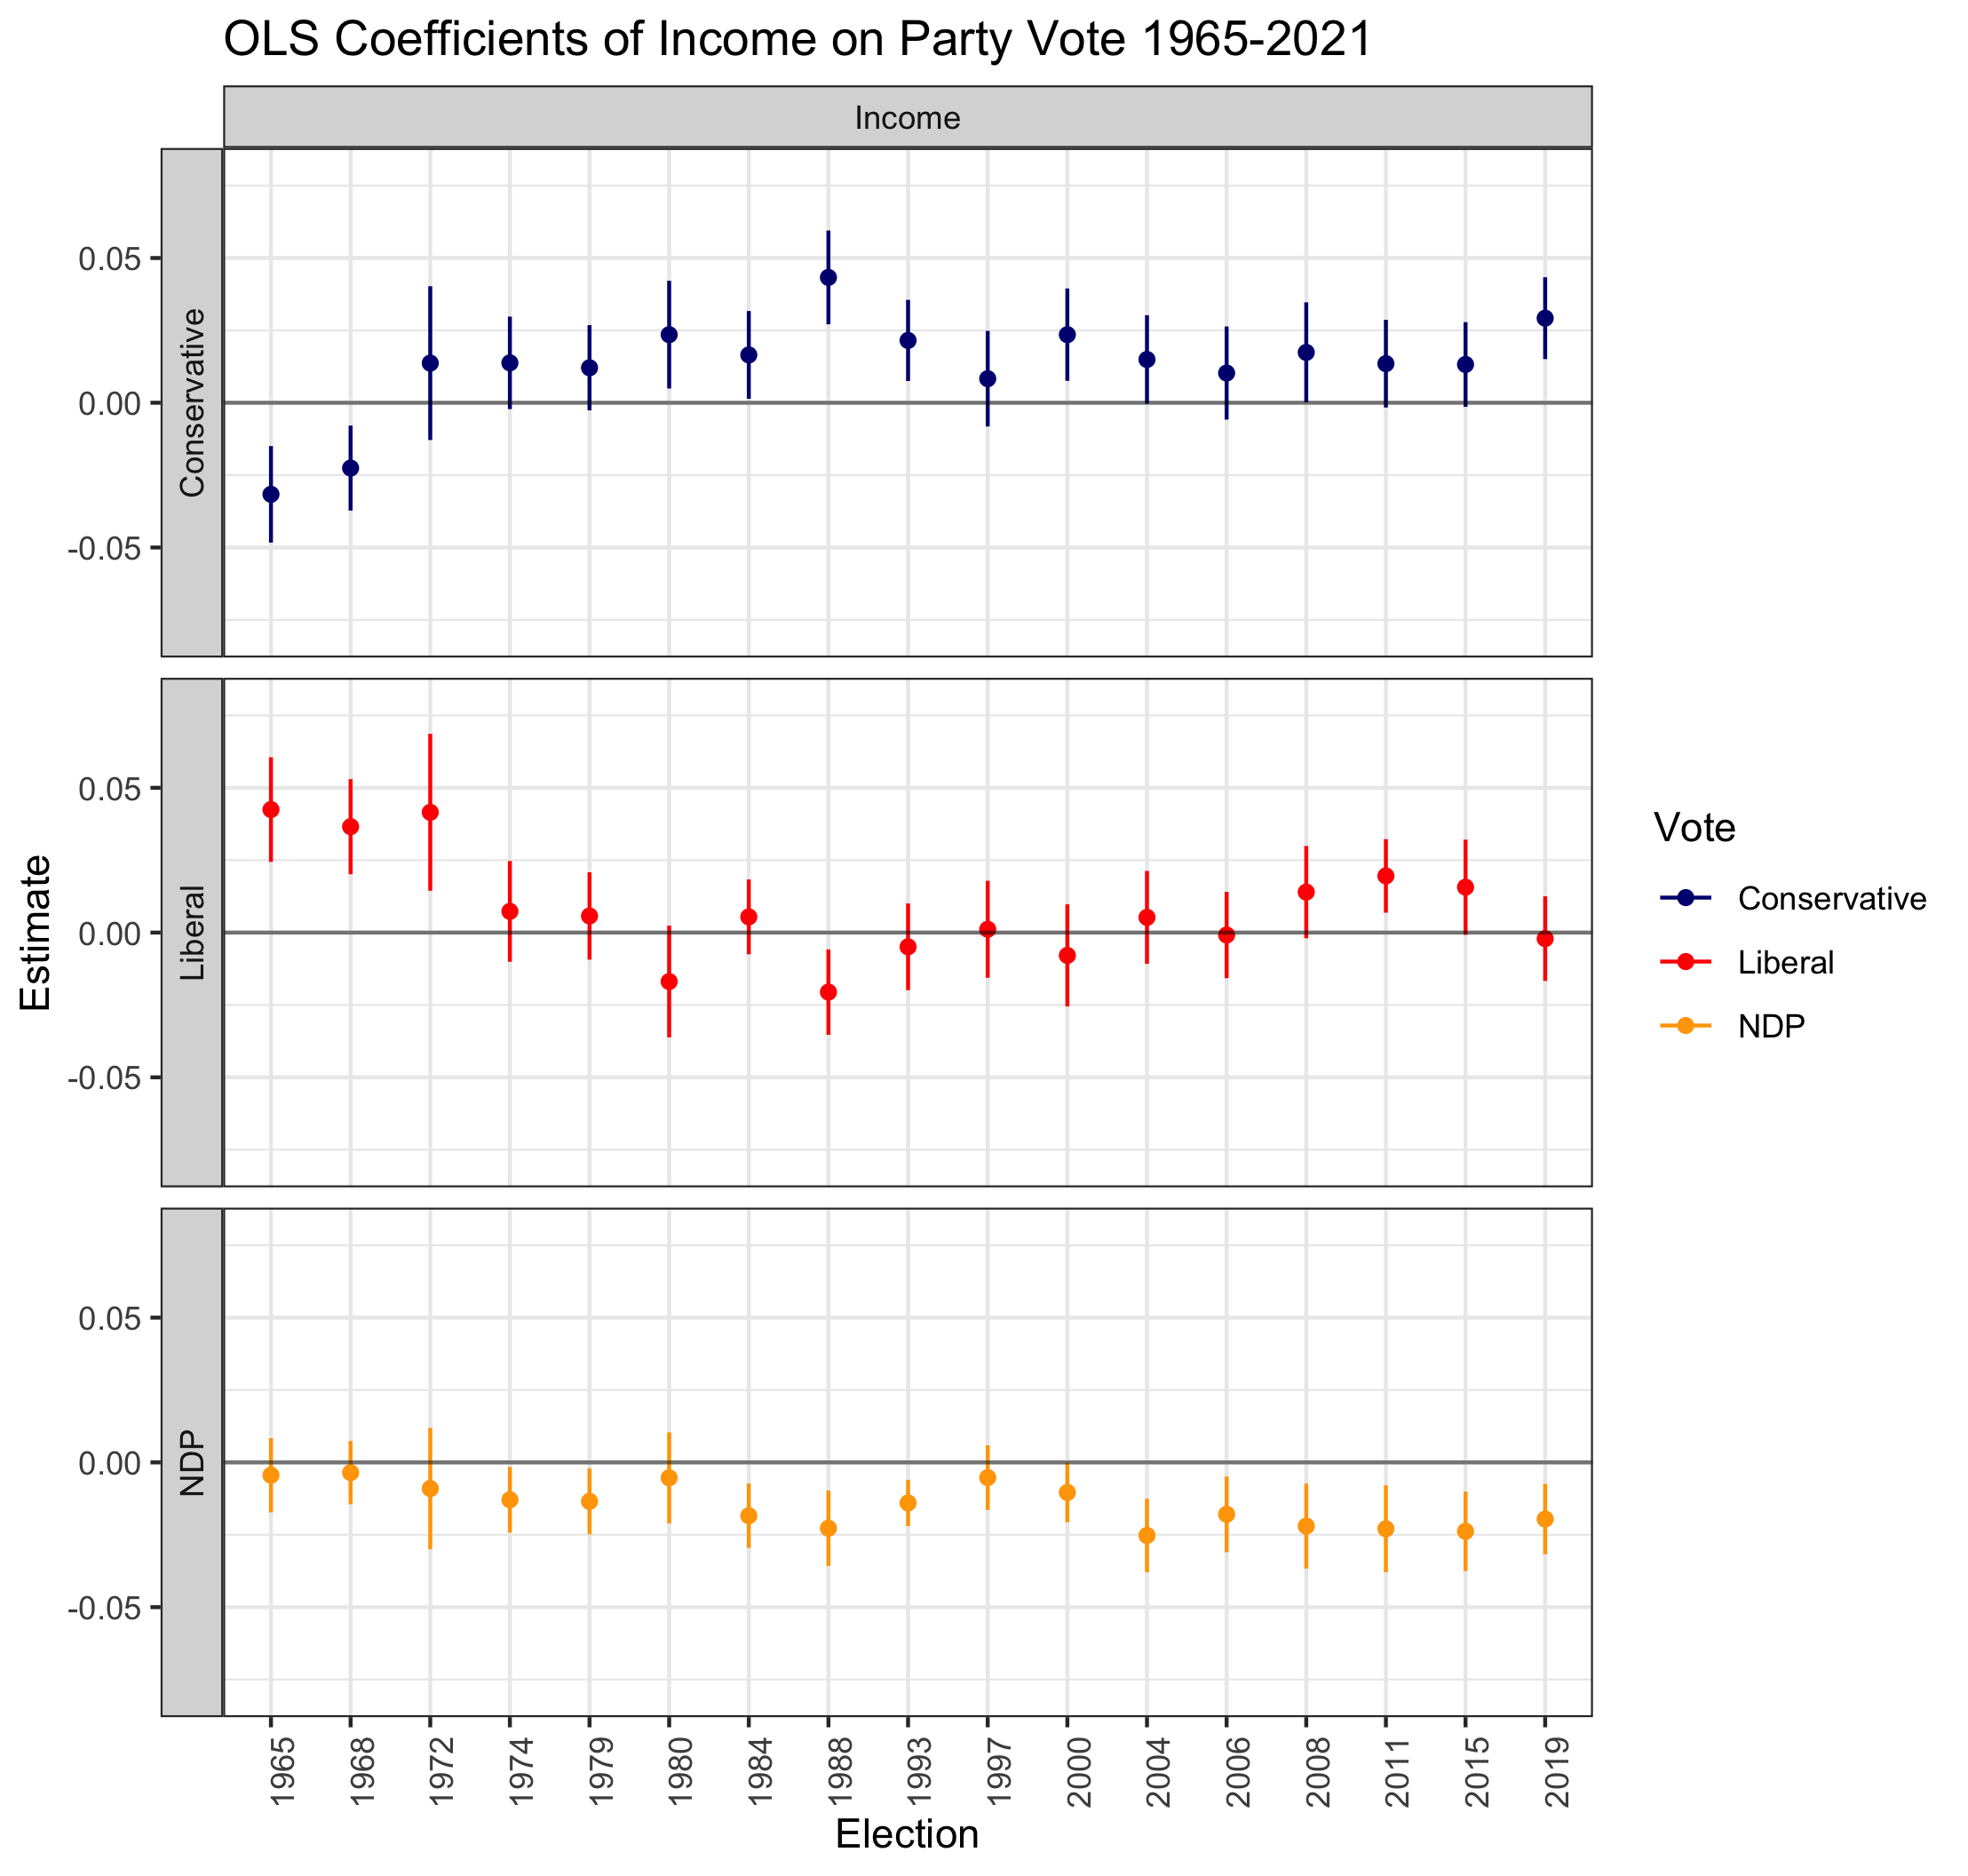 OLS Coefficients of Income on Party Vote 1965-2021
Income
Conservative
0.05
0.00
-0.05
Liberal
0.05
0.00
-0.05
NDP
0.05
0.00
-0.05
Estimate
1965
1968
1972
1974
1979
1980
1984
1988
1993
1997
2000
2004
2006
2008
2011
2015
2019
Election
Vote
Conservative
Liberal
NDP